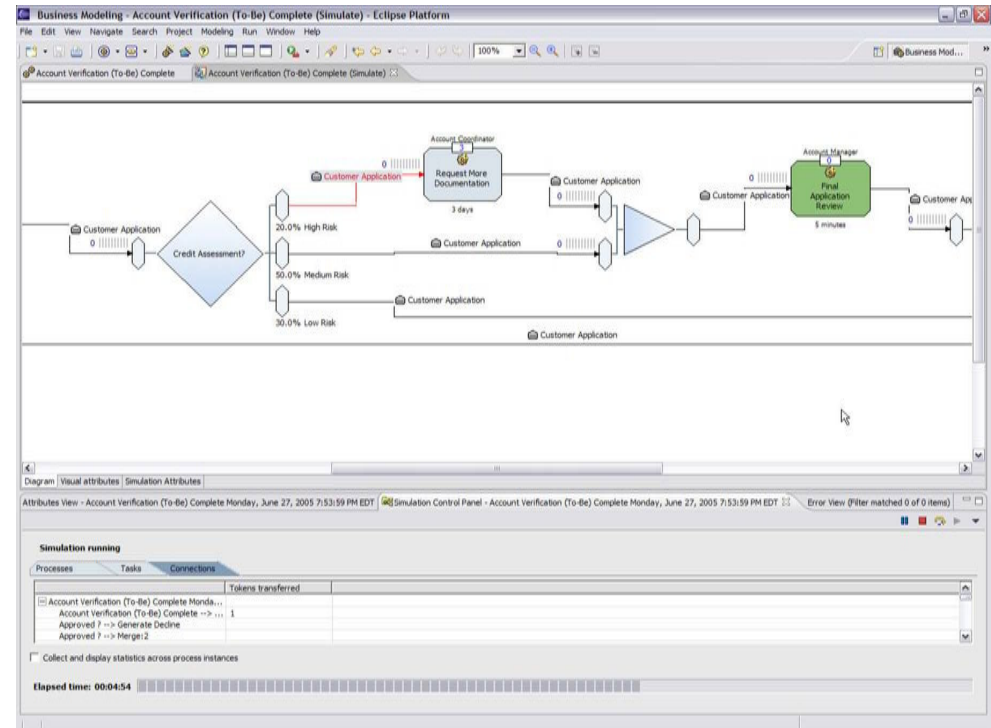 Business Modeling - Account Verification (To-Be) Complete (Simulate) - Eclipse Platform
File Edit View Navigate Search Project Modeling Run Window Help
100%
Business Mod...
Account Verification (To-Be) Complete
Account Verification (To-Be) Complete (Simulate)
Account Coordinator
3
Request More
Documentation
3 days
0
Customer Application
Customer Application
0
Account Manager
0
Final
Application
Review
5 minutes
0
Customer Application
Customer App
0
Customer Application
0
Credit Assessment?
20.0% High Risk
Customer Application
0
50.0% Medium Risk
Customer Application
30.0% Low Risk
Customer Application
Diagram Visual attributes Simulation Attributes
Attributes View - Account Verification (To-Be) Complete Monday, June 27, 2005 7:53:59 PM EDT
Simulation Control Panel - Account Verification (To-Be) Complete Monday, June 27, 2005 7:53:59 PM EDT
Error View (Filter matched 0 of 0 items)
Simulation running
Processes Tasks Connections
Tokens transferred
Account Verification (To-Be) Complete Monda...
Account Verification (To-Be) Complete --> ... 1
Approved ? --> Generate Decline
Approved ? --> Merge:2
Collect and display statistics across process instances
Elapsed time: 00:04:54